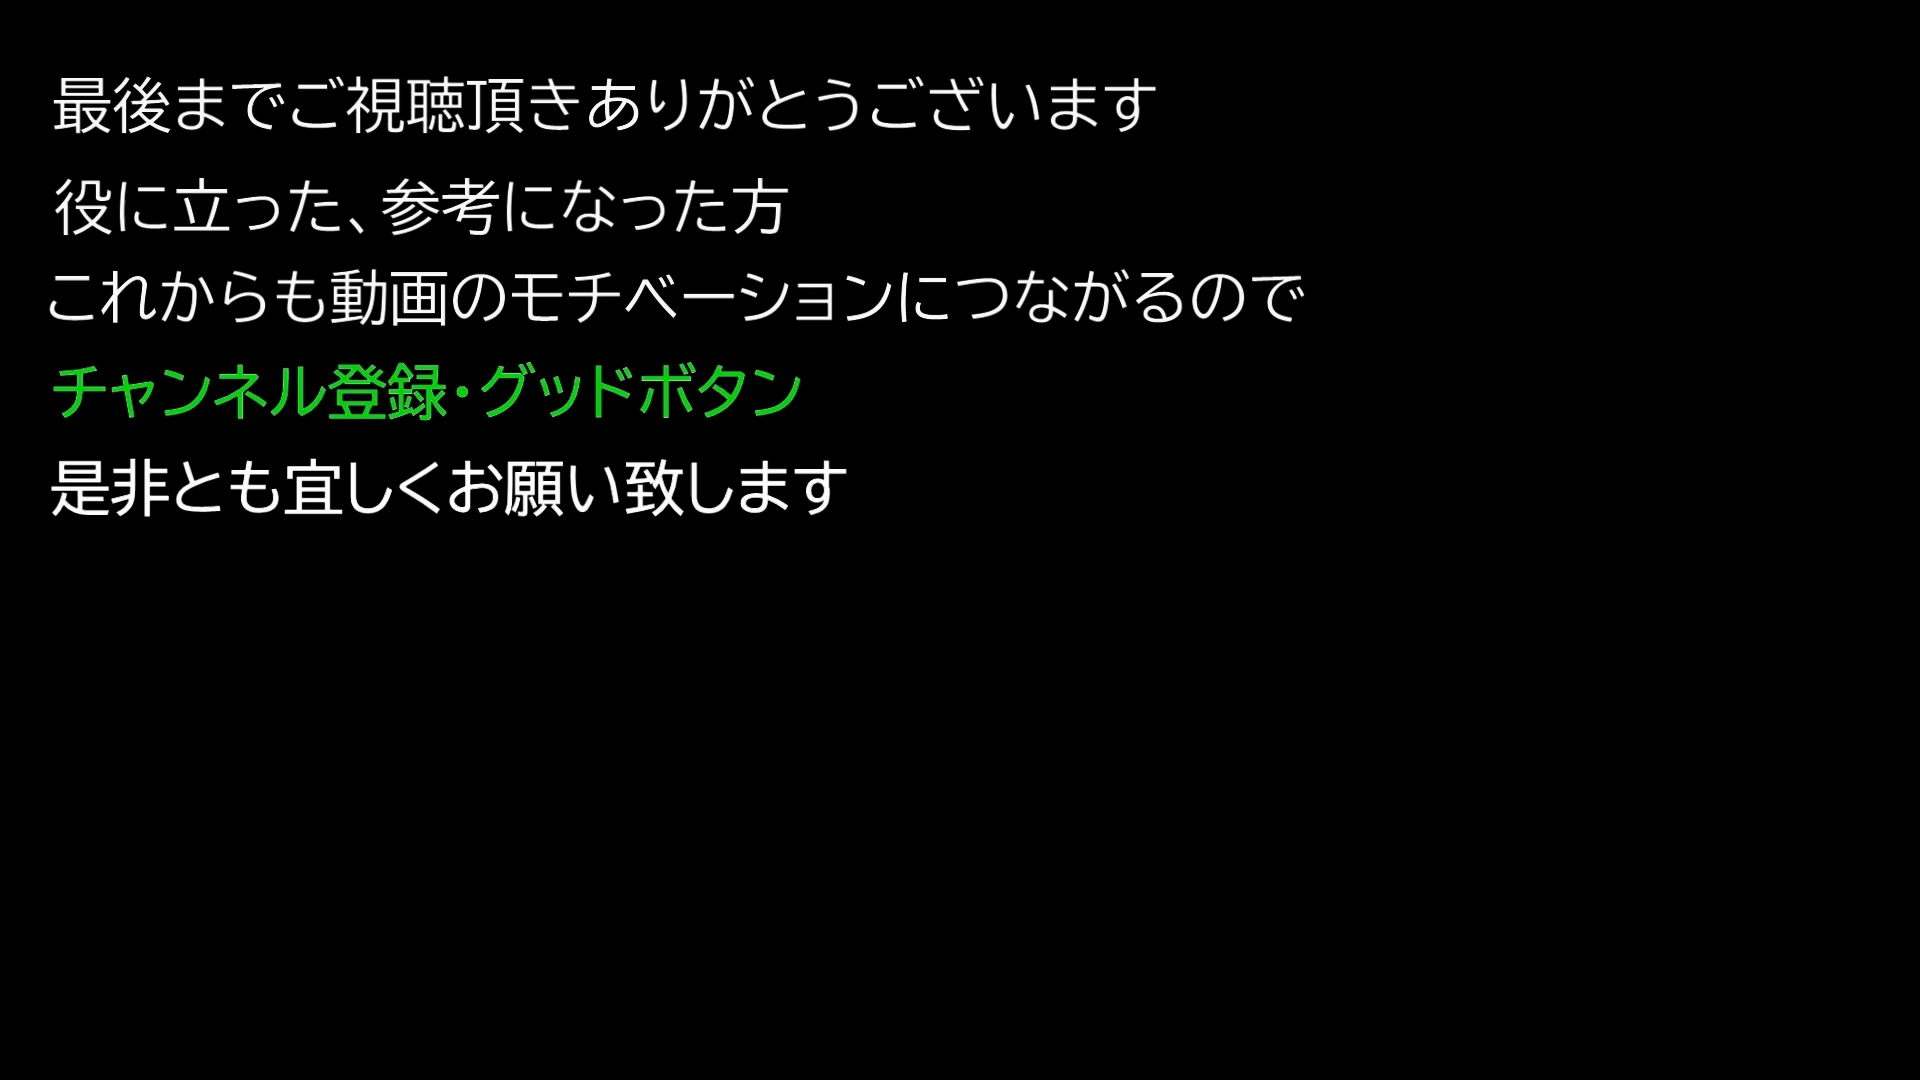 最後までご視聴頂きありがとうございます
役に立った、参考になった方
これからも動画のモチベーションにつながるので
チャンネル登録・グッドボタン
是非とも宜しくお願い致します